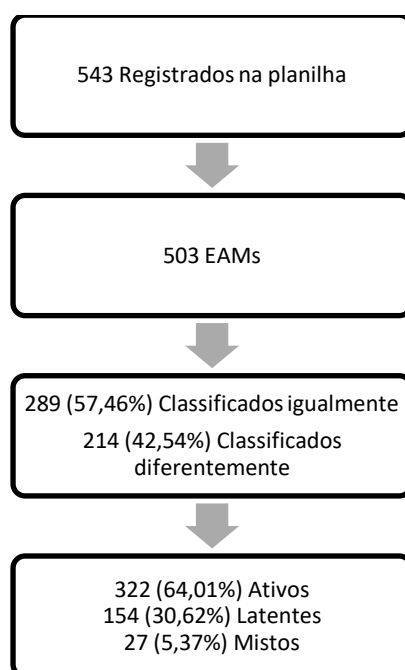 543 Registrados na planilha
503 EAMs
289 (57,46%) Classificados igualmente
214 (42,54%) Classificados
diferentemente
322 (64,01%) Ativos
154 (30,62%) Latentes
27 (5,37%) Mistos